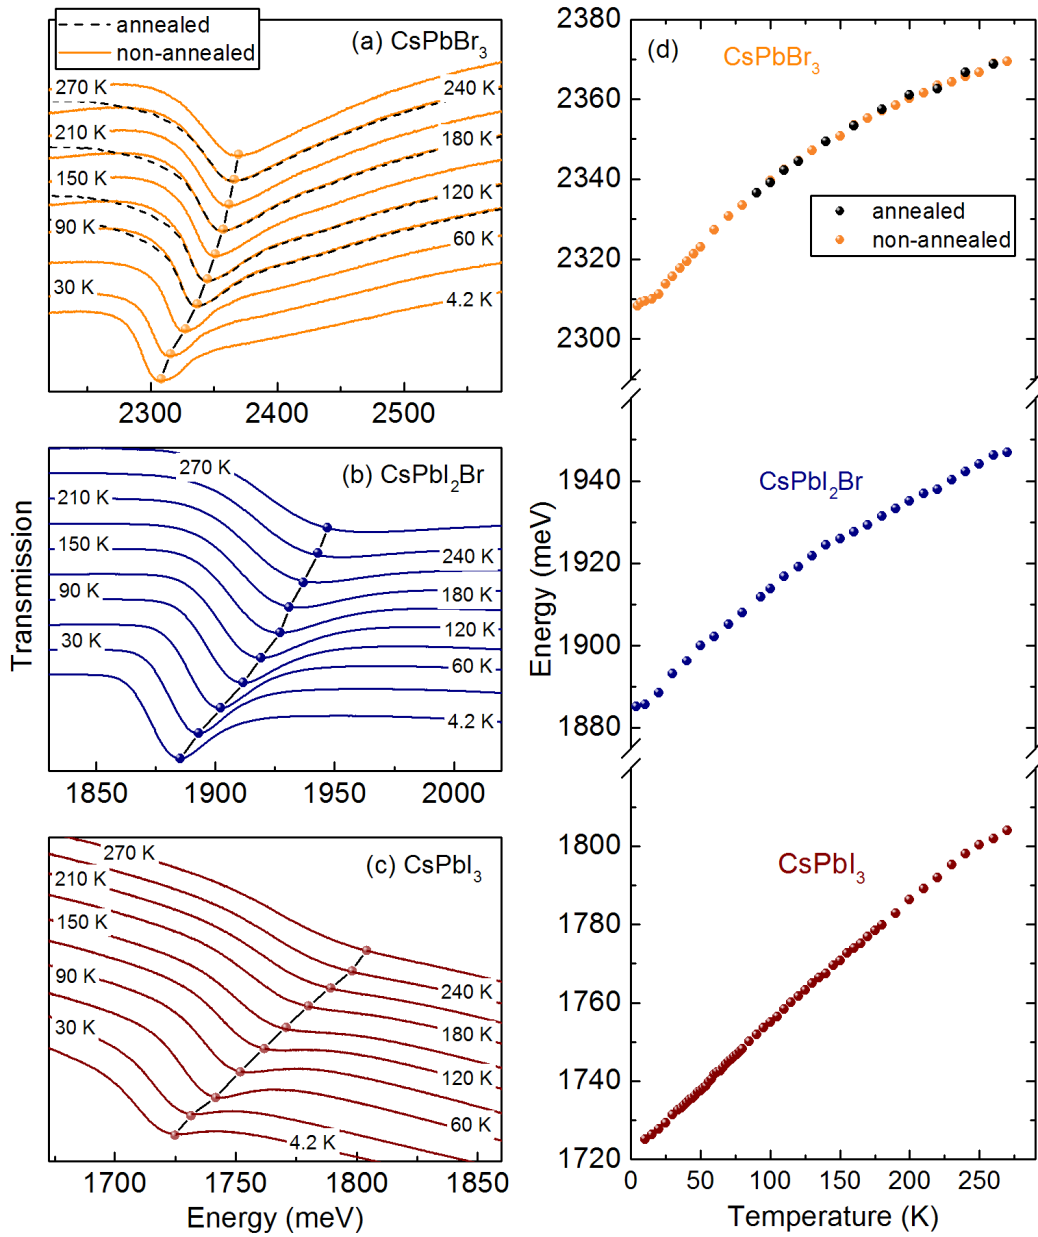 annealed
non-annealed
(a) CsPbBr₃
270 K
240 K
210 K
180 K
150 K
120 K
90 K
60 K
30 K
4.2 K
2300 2400 2500
(b) CsPbI₂Br
270 K
210 K
240 K
150 K
180 K
90 K
120 K
30 K
60 K
4.2 K
1850 1900 1950 2000
(c) CsPbI₃
270 K
210 K
150 K
240 K
90 K
180 K
30 K
120 K
60 K
4.2 K
1700 1750 1800 1850
Energy (meV)
Transmission
(d)
CsPbBr₃
annealed
non-annealed
CsPbI₂Br
CsPbI₃
2380
2360
2340
2320
2300
1940
1920
1900
1880
1800
1780
1760
1740
1720
0 50 100 150 200 250
Temperature (K)
Energy (meV)